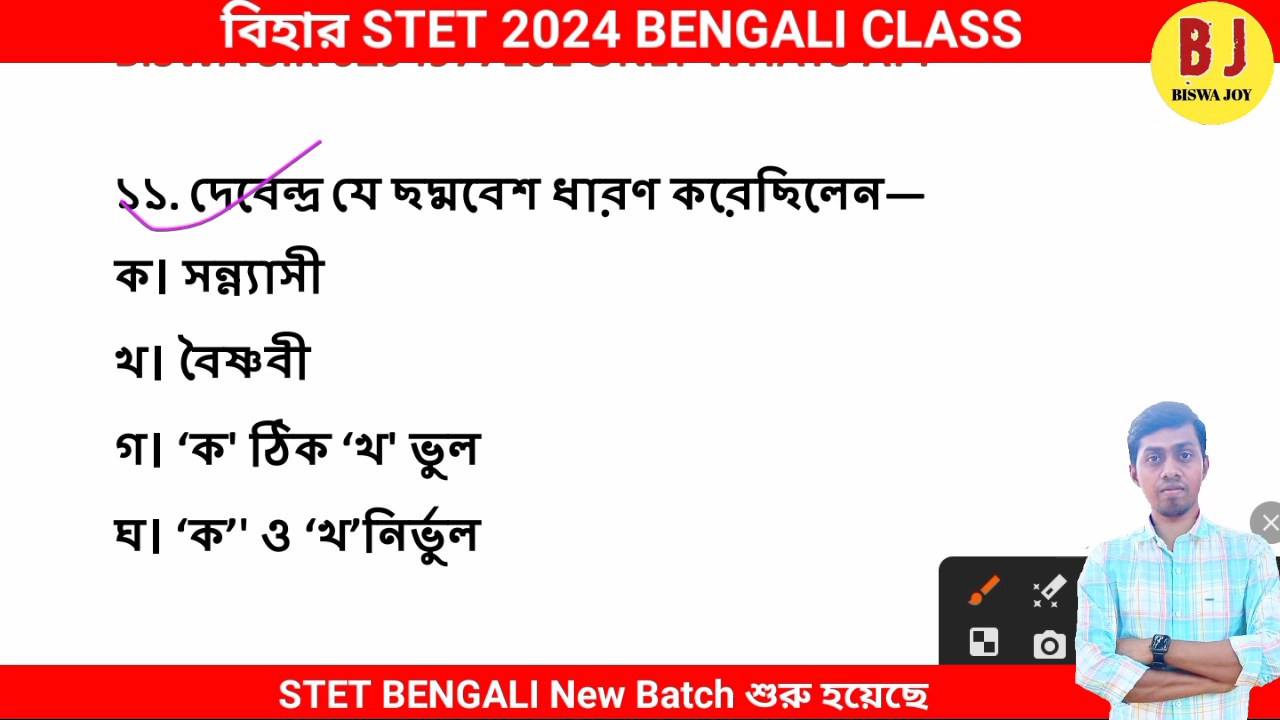 বিহার STET 2024 BENGALI CLASS
BJ
BISWA JOY
১১. দেবেন্দ্র যে ছদ্মবেশ ধারণ করেছিলেন—
ক। সন্ন্যাসী
খ। বৈষ্ণবী
গ। ‘ক' ঠিক ‘খ' ভুল
ঘ। ‘ক’' ও ‘খ’নির্ভুল
STET BENGALI New Batch শুরু হয়েছে